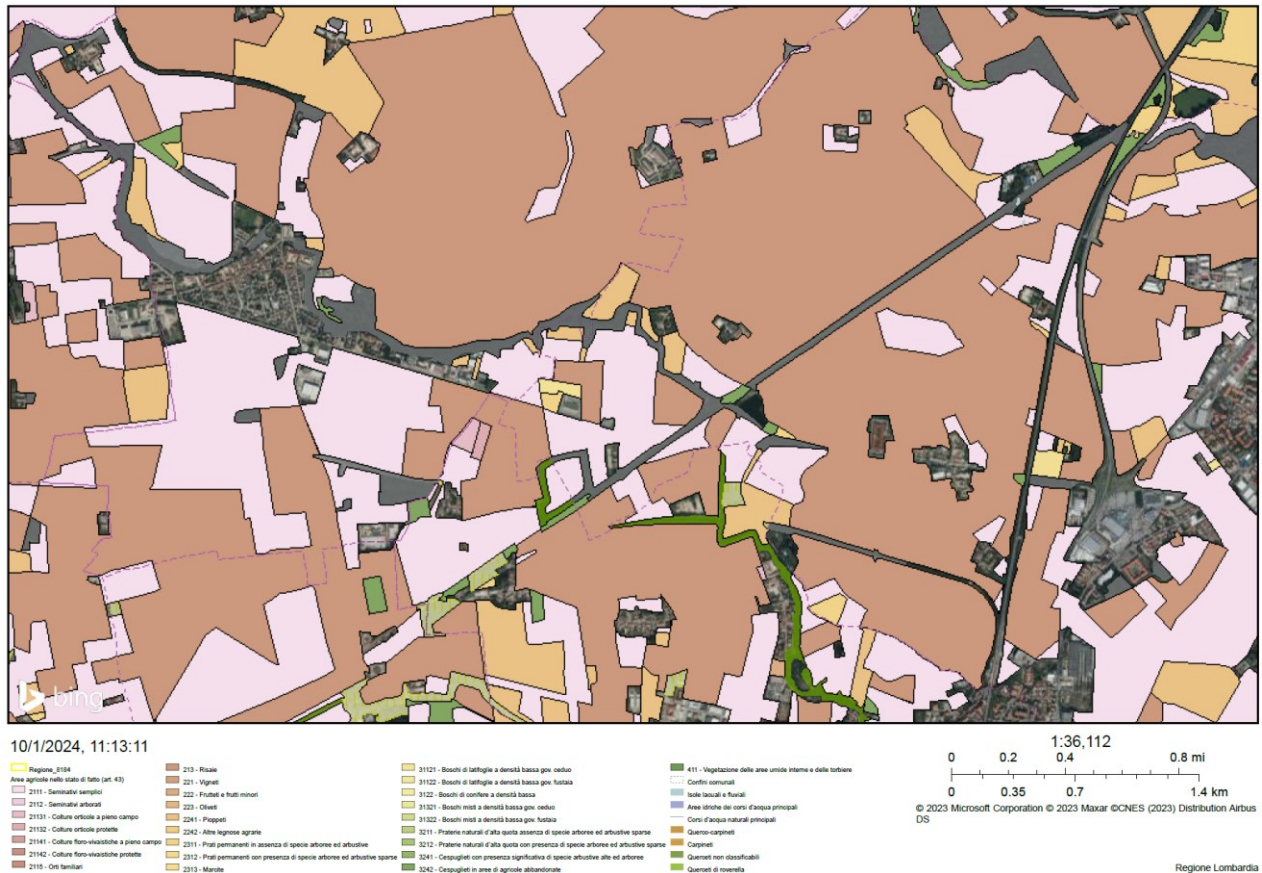 bing
10/1/2024, 11:13:11
Regione_8184
Aree agricole nello stato di fatto (art. 43)
2111 - Seminativi semplici
2112 - Seminativi arborati
21131 - Colture orticole a pieno campo
21132 - Colture orticole protette
21141 - Colture floro-vivaistiche a pieno campo
21142 - Colture floro-vivaistiche protette
2115 - Orti familiari
213 - Risaie
221 - Vigneti
222 - Frutteti e frutti minori
223 - Oliveti
2241 - Pioppeti
2242 - Altre legnose agrarie
2311 - Prati permanenti in assenza di specie arboree ed arbustive
2312 - Prati permanenti con presenza di specie arboree ed arbustive sparse
2313 - Marcite
31121 - Boschi di latifoglie a densità bassa gov. ceduo
31122 - Boschi di latifoglie a densità bassa gov. fustaia
3122 - Boschi di conifere a densità bassa
31321 - Boschi misti a densità bassa gov. ceduo
31322 - Boschi misti a densità bassa gov. fustaia
3211 - Praterie naturali d'alta quota assenza di specie arboree ed arbustive sparse
3212 - Praterie naturali d'alta quota con presenza di specie arboree ed arbustive sparse
3241 - Cespuglieti con presenza significativa di specie arbustive alte ed arboree
3242 - Cespuglieti in aree di agricole abbandonate
411 - Vegetazione delle aree umide interne e delle torbiere
Confini comunali
Isole lacuali e fluviali
Aree idriche dei corsi d'acqua principali
Corsi d'acqua naturali principali
Querco-carpineti
Carpineti
Querceti non classificabili
Querceti di roverella
1:36,112
0 0.2 0.4 0.8 mi
0 0.35 0.7 1.4 km
© 2023 Microsoft Corporation © 2023 Maxar ©CNES (2023) Distribution Airbus
DS
Regione Lombardia